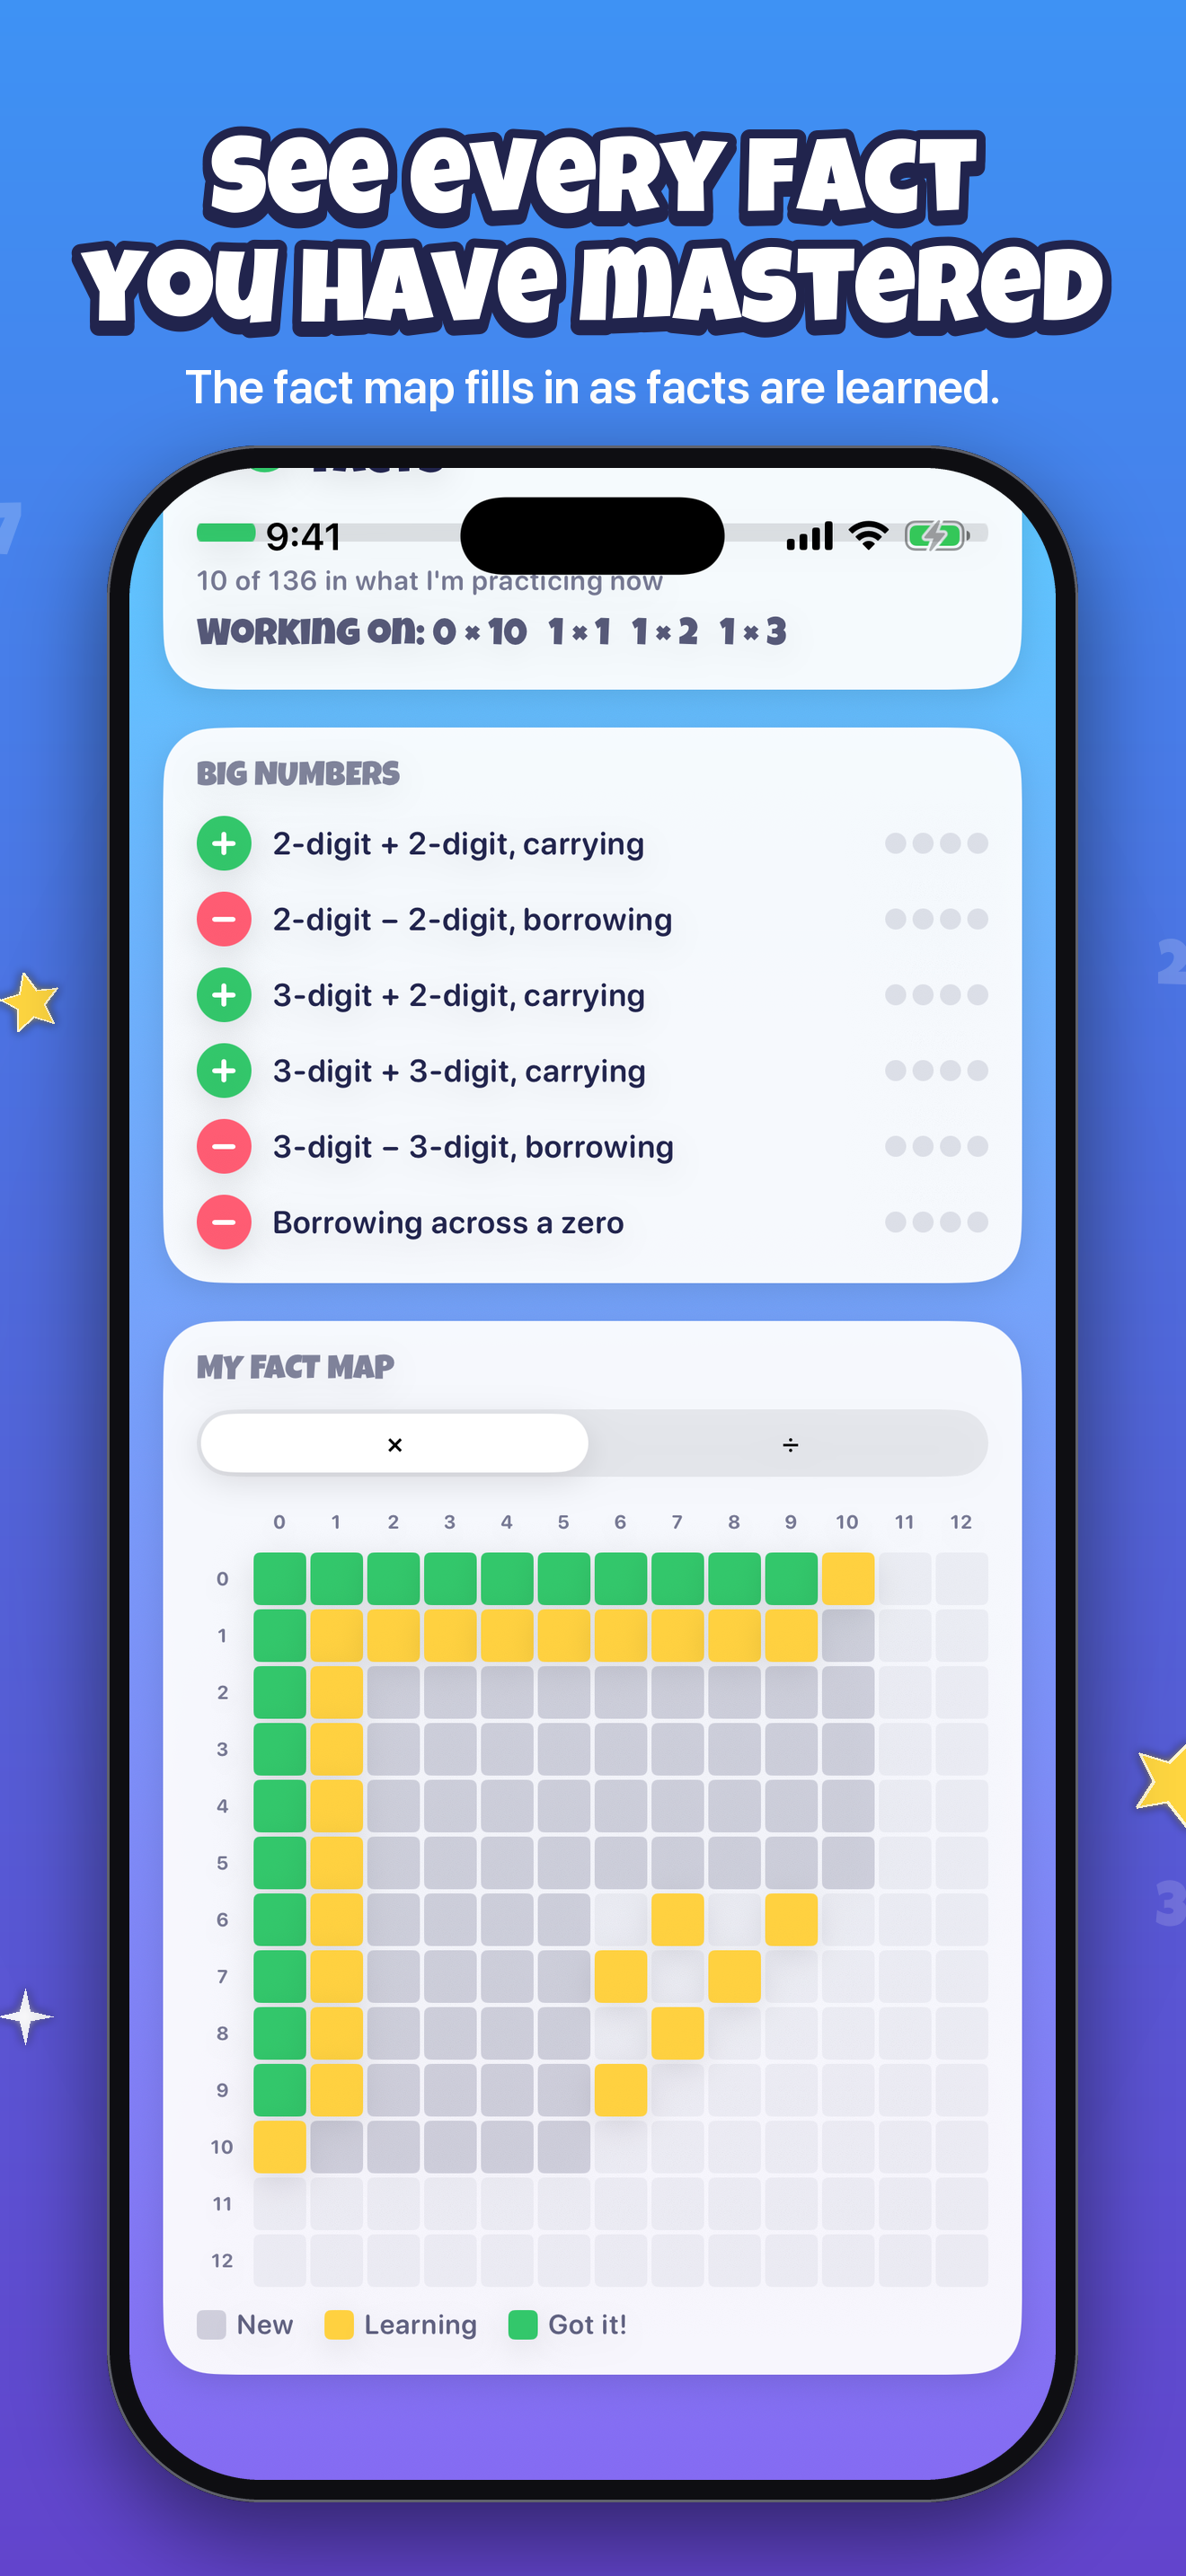 See every fact
you have mastered
The fact map fills in as facts are learned.
7
FACTS
9:41
10 of 136 in what I'm practicing now
Working on: 0 × 10 1 × 1 1 × 2 1 × 3
BIG NUMBERS
2-digit + 2-digit, carrying
2-digit – 2-digit, borrowing
2
3-digit + 2-digit, carrying
3-digit + 3-digit, carrying
3-digit – 3-digit, borrowing
Borrowing across a zero
MY FACT MAP
× ÷
0 1 2 3 4 5 6 7 8 9 10 11 12
0
1
2
3
4
5
6
3
7
8
9
10
11
12
New Learning Got it!